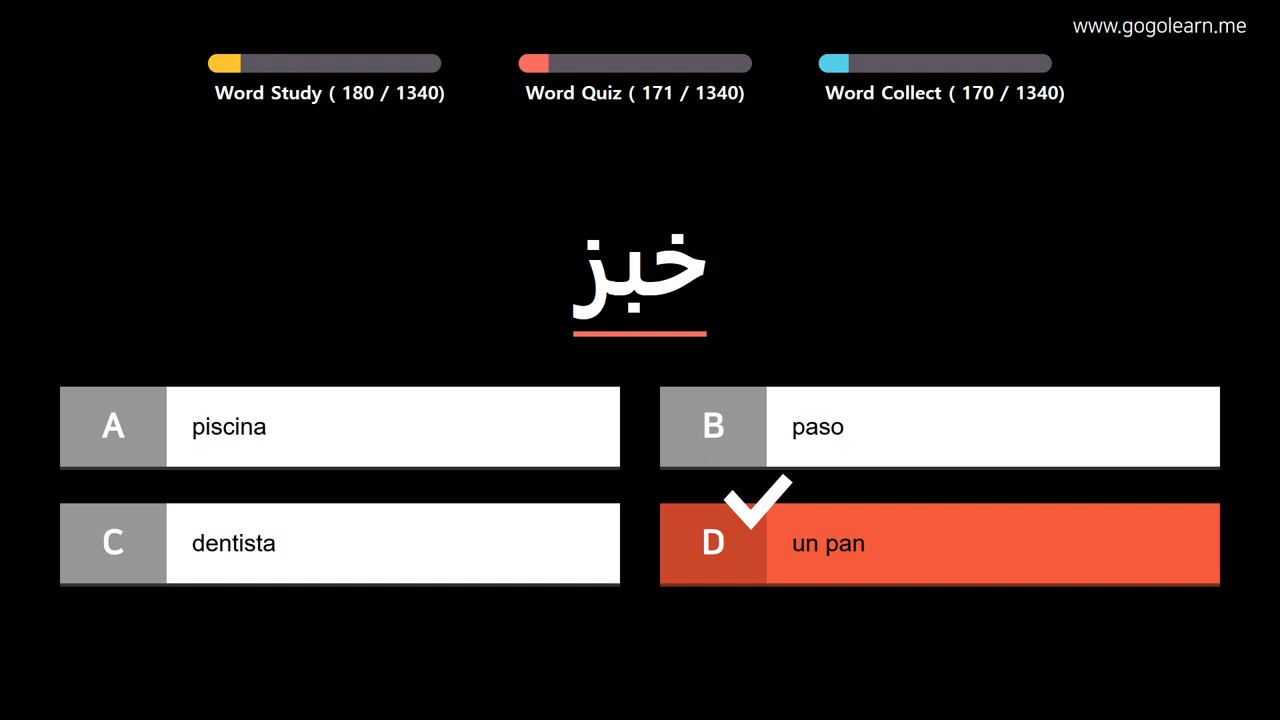 www.gogolearn.me
Word Study ( 180 / 1340)
Word Quiz ( 171 / 1340)
Word Collect ( 170 / 1340)
خبز
A piscina
B paso
C dentista
D un pan